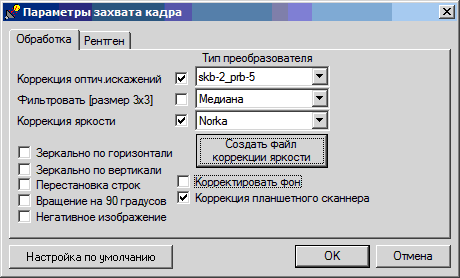 Параметры захвата кадра
Обработка
Рентген
Тип преобразователя
Коррекция оптич.искажений
skb-2_prb-5
Фильтровать [размер 3х3]
Медиана
Коррекция яркости
Norka
Создать файл
коррекции яркости
Зеркально по горизонтали
Зеркально по вертикали
Перестановка строк
Вращение на 90 градусов
Негативное изображение
Корректировать фон
Коррекция планшетного сканнера
Настройка по умолчанию
OK
Отмена